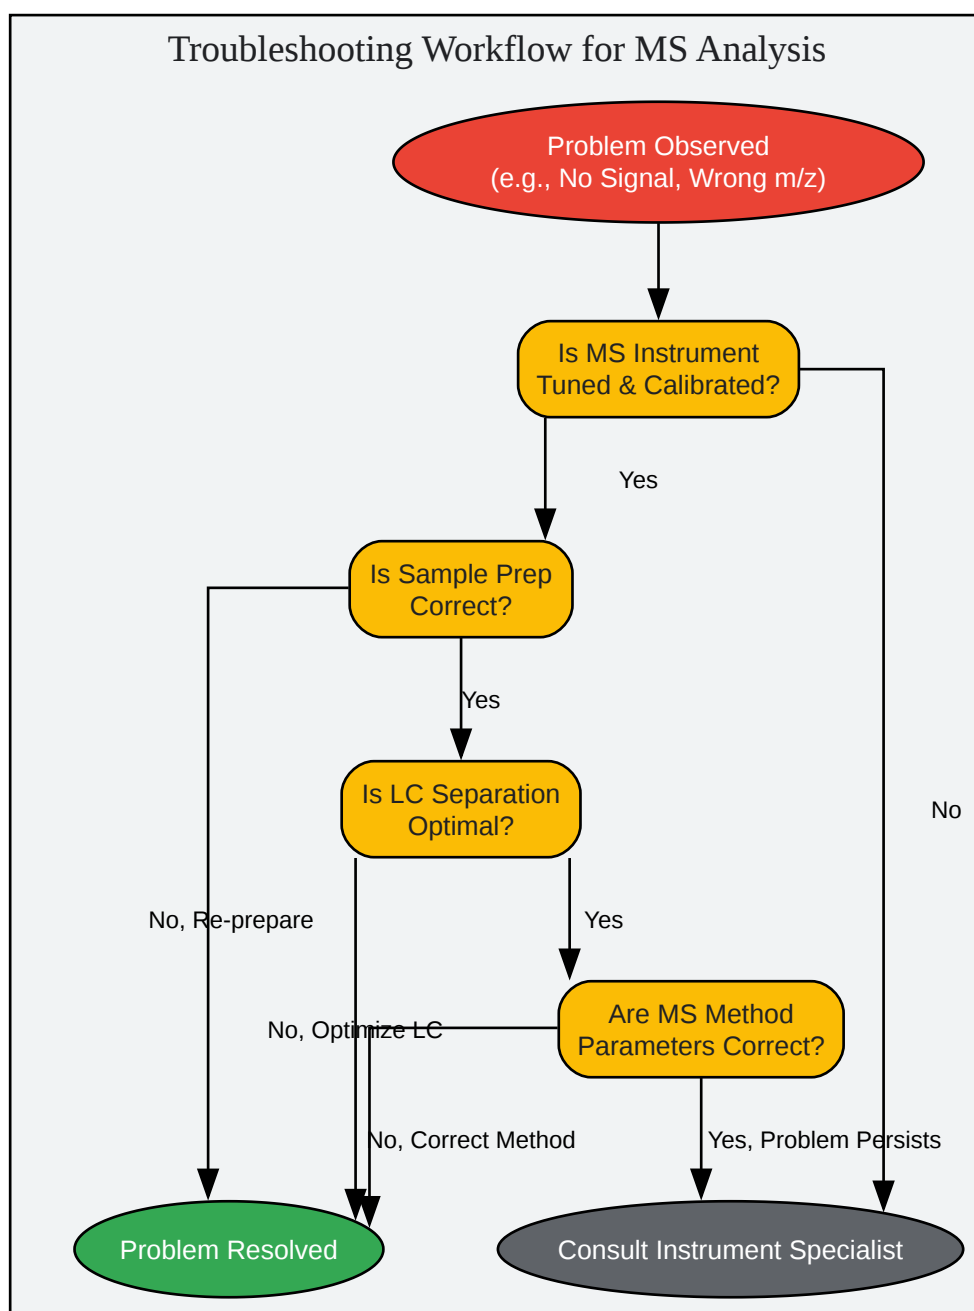 Troubleshooting Workflow for MS Analysis
Problem Observed
(e.g., No Signal, Wrong m/z)
Is MS Instrument
Tuned & Calibrated?
Yes
Is Sample Prep
Correct?
Yes
Is LC Separation
Optimal?
No
No, Re-prepare
Yes
Are MS Method
Parameters Correct?
No, Optimize LC
No, Correct Method
Yes, Problem Persists
Problem Resolved
Consult Instrument Specialist